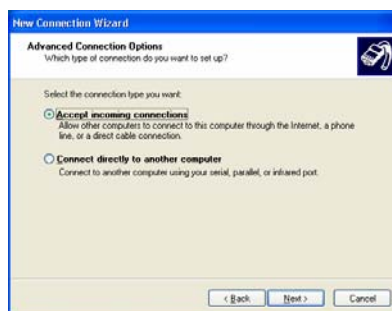 New Connection Wizard
Advanced Connection Options
Which type of connection do you want to set up?
Select the connection type you want:
Accept incoming connections
Allow other computers to connect to this computer through the Internet, a phone
line, or a direct cable connection.
Connect directly to another computer
Connect to another computer using your serial, parallel, or infrared port.
< Back Next > Cancel